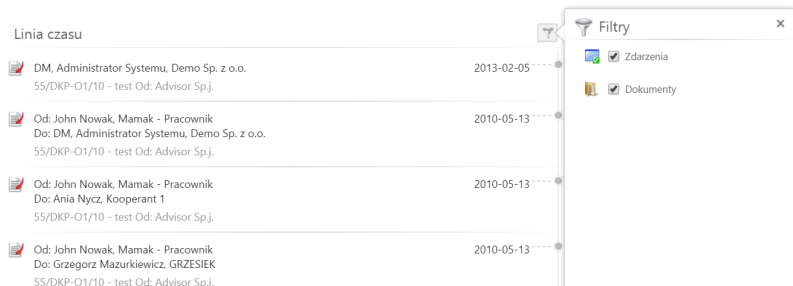 Linia czasu
DM, Administrator Systemu, Demo Sp. z o.o.
2013-02-05
55/DKP-O1/10 - test Od: Advisor Sp.j.
Od: John Nowak, Mamak - Pracownik
2010-05-13
Do: DM, Administrator Systemu, Demo Sp. z o.o.
55/DKP-O1/10 - test Od: Advisor Sp.j.
Od: John Nowak, Mamak - Pracownik
2010-05-13
Do: Ania Nycz, Kooperant 1
55/DKP-O1/10 - test Od: Advisor Sp.j.
Od: John Nowak, Mamak - Pracownik
2010-05-13
Do: Grzegorz Mazurkiewicz, GRZESIEK
55/DKP-O1/10 - test Od: Advisor Sp.j.
Filtry
Zdarzenia
Dokumenty